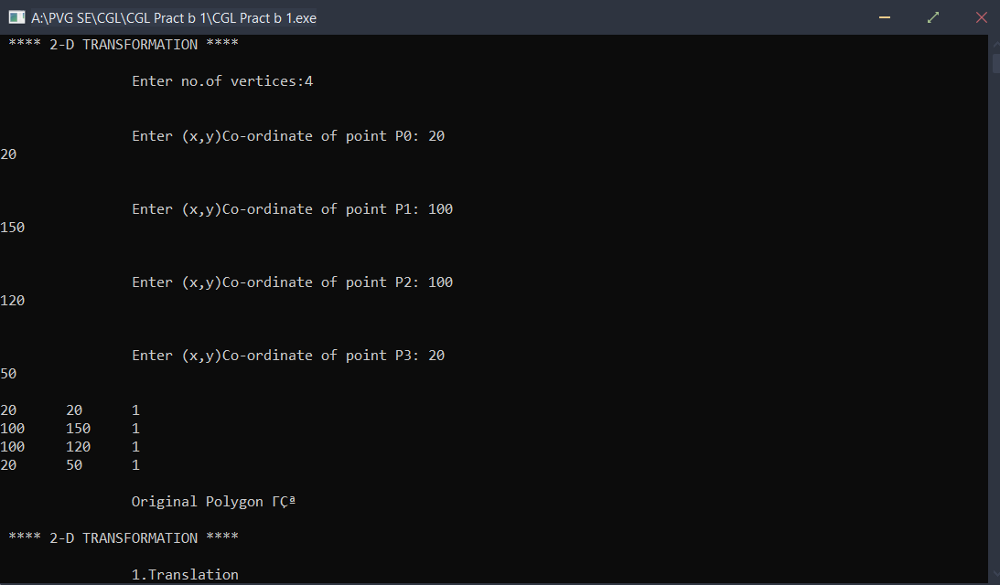 A:\PVG SE\CGL\CGL Pract b 1\CGL Pract b 1.exe
**** 2-D TRANSFORMATION ****
Enter no.of vertices:4
Enter (x,y)Co-ordinate of point P0: 20
20
Enter (x,y)Co-ordinate of point P1: 100
150
Enter (x,y)Co-ordinate of point P2: 100
120
Enter (x,y)Co-ordinate of point P3: 20
50
20 20 1
100 150 1
100 120 1
20 50 1
Original Polygon ΓÇª
**** 2-D TRANSFORMATION ****
1.Translation